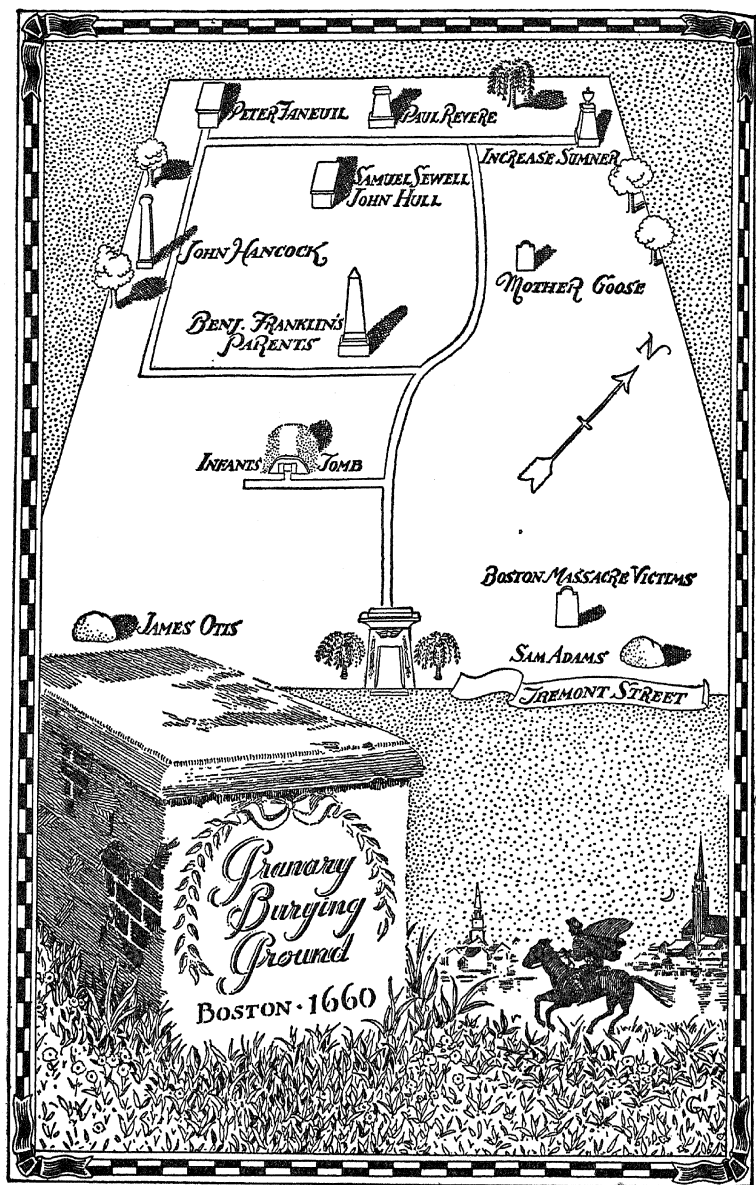 PETER FANEUIL
PAUL REVERE
INCREASE SUMNER
SAMUEL SEWELL
JOHN HULL
JOHN HANCOCK
MOTHER GOOSE
BENJ. FRANKLIN'S
PARENTS
N
INFANTS TOMB
BOSTON MASSACRE VICTIMS
JAMES OTIS
SAM ADAMS
TREMONT STREET
Granary
Burying
Ground
BOSTON · 1660